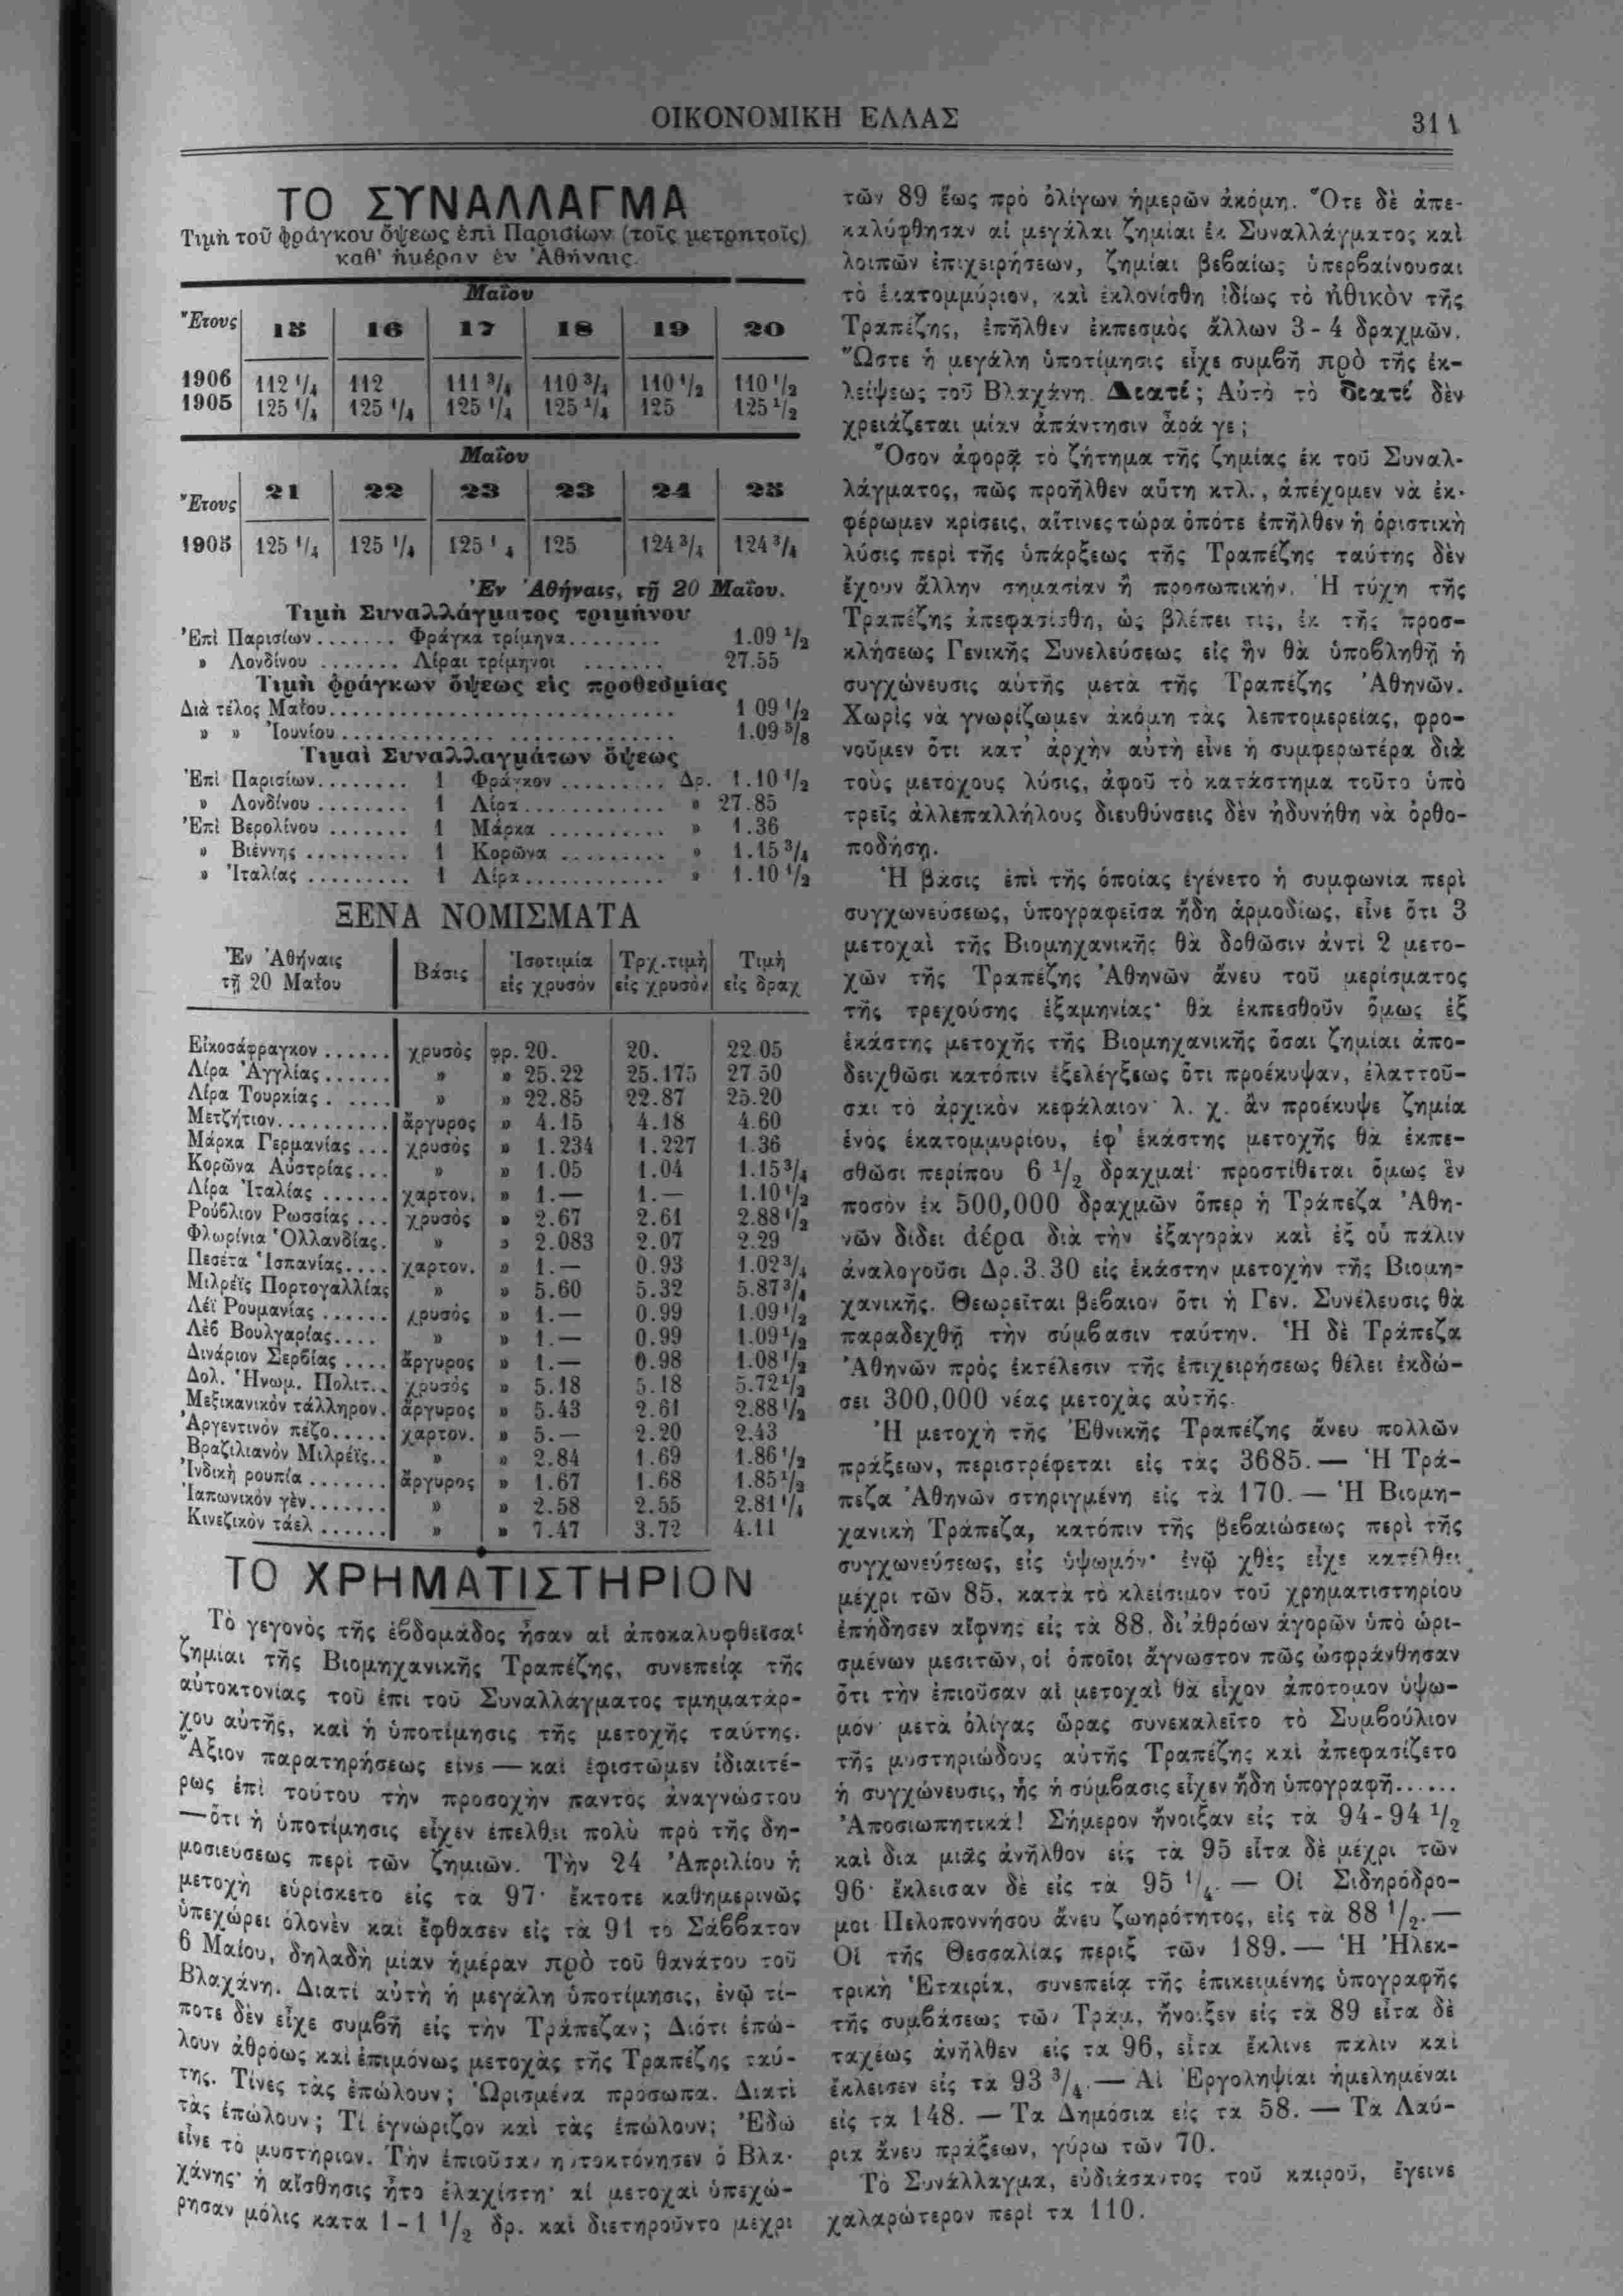 ΟΙΚΟΝΟΜΙΚΗ ΕΛΛΑΣ
311
ΤΟ ΣΥΝΑΛΛΑΓΜΑ
Τιμὴ τοῦ φράγκου ὄψεως ἐπὶ Παρισίων (τοῖς μετρητοῖς)
καθ' ἡμέραν ἐν Ἀθήναις.
Μαΐου
Ἔτους 15 16 17 18 19 20
1906 112 1/4 112 111 3/4 110 3/4 110 1/2 110 1/2
1905 125 1/4 125 1/4 125 1/4 125 1/4 125 125 1/2
Μαΐου
Ἔτους 21 22 23 23 24 25
1905 125 1/4 125 1/4 125 1/4 125 124 3/4 124 3/4
Ἐν Ἀθήναις, τῇ 20 Μαΐου.
Τιμὴ Συναλλάγματος τριμήνου
Ἐπὶ Παρισίων....... Φράγκα τρίμηνα........ 1.09 1/2
» Λονδίνου ....... Λίραι τρίμηνοι ....... 27.55
Τιμὴ φράγκων ὄψεως εἰς προθεσμίας
Διὰ τέλος Μαΐου.............................. 1 09 1/2
» » Ἰουνίου.............................. 1.09 5/8
Τιμαὶ Συναλλαγμάτων ὄψεως
Ἐπὶ Παρισίων........ 1 Φράγκον ......... Δρ. 1.10 1/2
» Λονδίνου ........ 1 Λίρα............. » 27.85
Ἐπὶ Βερολίνου ....... 1 Μάρκα .......... » 1.36
» Βιέννης ......... 1 Κορῶνα ......... » 1.15 3/4
» Ἰταλίας ......... 1 Λίρα............. » 1.10 1/2
ΞΕΝΑ ΝΟΜΙΣΜΑΤΑ
Ἐν Ἀθήναις τῇ 20 Μαΐου | Βάσις | Ἰσοτιμία εἰς χρυσόν | Τρχ.τιμὴ εἰς χρυσόν | Τιμὴ εἰς δραχ
Εἰκοσάφραγκον ...... χρυσὸς φρ. 20. 20. 22.05
Λίρα Ἀγγλίας...... » » 25.22 25.175 27 50
Λίρα Τουρκίας . ..... » » 22.85 22.87 25.20
Μετζήτιον.......... ἄργυρος » 4.15 4.18 4.60
Μάρκα Γερμανίας ... χρυσὸς » 1.234 1.227 1.36
Κορῶνα Αὐστρίας... » » 1.05 1.04 1.15 3/4
Λίρα Ἰταλίας ...... χαρτον. » 1.— 1.— 1.10 1/2
Ρούβλιον Ρωσσίας ... χρυσὸς » 2.67 2.61 2.88 1/2
Φλωρίνια Ὁλλανδίας. » » 2.083 2.07 2.29
Πεσέτα Ἱσπανίας.... χαρτον. » 1.— 0.93 1.02 3/4
Μιλρέϊς Πορτογαλλίας » » 5.60 5.32 5.87 3/4
Λέϊ Ρουμανίας ...... χρυσὸς » 1.— 0.99 1.09 1/2
Λὲβ Βουλγαρίας.... » » 1.— 0.99 1.09 1/2
Δινάριον Σερβίας .... ἄργυρος » 1.— 0.98 1.08 1/2
Δολ. Ἡνωμ. Πολιτ.. χρυσὸς » 5.18 5.18 5.72 1/2
Μεξικανικὸν τάλληρον. ἄργυρος » 5.43 2.61 2.88 1/2
Ἀργεντινὸν πέζο..... χαρτον. » 5.— 2.20 2.43
Βραζιλιανὸν Μιλρέϊς.. » » 2.84 1.69 1.86 1/2
Ἰνδικὴ ρουπία ....... ἄργυρος » 1.67 1.68 1.85 1/2
Ἰαπωνικὸν γὲν....... » » 2.58 2.55 2.81 1/4
Κινεζικὸν τάελ ...... » » 7.47 3.72 4.11
ΤΟ ΧΡΗΜΑΤΙΣΤΗΡΙΟΝ
Τὸ γεγονὸς τῆς ἑβδομάδος ἦσαν αἱ ἀποκαλυφθεῖσαι
ζημίαι τῆς Βιομηχανικῆς Τραπέζης, συνεπείᾳ τῆς
αὐτοκτονίας τοῦ ἐπὶ τοῦ Συναλλάγματος τμηματάρ-
χου αὐτῆς, καὶ ἡ ὑποτίμησις τῆς μετοχῆς ταύτης.
Ἄξιον παρατηρήσεως εἶνε — καὶ ἐφιστῶμεν ἰδιαιτέ-
ρως ἐπὶ τούτου τὴν προσοχὴν παντὸς ἀναγνώστου
—ὅτι ἡ ὑποτίμησις εἶχεν ἐπέλθει πολὺ πρὸ τῆς δη-
μοσιεύσεως περὶ τῶν ζημιῶν. Τὴν 24 Ἀπριλίου ἡ
μετοχὴ εὑρίσκετο εἰς τὰ 97· ἔκτοτε καθημερινῶς
ὑπεχώρει ὁλονὲν καὶ ἔφθασεν εἰς τὰ 91 τὸ Σάββατον
6 Μαΐου, δηλαδὴ μίαν ἡμέραν πρὸ τοῦ θανάτου τοῦ
Βλαχάνη. Διατί αὐτὴ ἡ μεγάλη ὑποτίμησις, ἐνῷ τί-
ποτε δὲν εἶχε συμβῆ εἰς τὴν Τράπεζαν; Διότι ἐπώ-
λουν ἀθρόως καὶ ἐπιμόνως μετοχὰς τῆς Τραπέζης ταύ-
της. Τίνες τὰς ἐπώλουν; Ὡρισμένα πρόσωπα. Διατὶ
τὰς ἐπώλουν; Τί ἐγνώριζον καὶ τὰς ἐπώλουν; Ἐδῶ
εἶνε τὸ μυστήριον. Τὴν ἐπιοῦσαν ηὐτοκτόνησεν ὁ Βλα-
χάνης· ἡ αἴσθησις ἦτο ἐλαχίστη· αἱ μετοχαὶ ὑπεχώ-
ρησαν μόλις κατὰ 1 - 1 1/2 δρ. καὶ διετηροῦντο μέχρι
τῶν 89 ἕως πρὸ ὀλίγων ἡμερῶν ἀκόμη. Ὅτε δὲ ἀπε-
καλύφθησαν αἱ μεγάλαι ζημίαι ἐκ Συναλλάγματος καὶ
λοιπῶν ἐπιχειρήσεων, ζημίαι βεβαίως ὑπερβαίνουσαι
τὸ ἑκατομμύριον, καὶ ἐκλονίσθη ἰδίως τὸ ἠθικὸν τῆς
Τραπέζης, ἐπῆλθεν ἐκπεσμὸς ἄλλων 3 - 4 δραχμῶν.
Ὥστε ἡ μεγάλη ὑποτίμησις εἶχε συμβῆ πρὸ τῆς ἐκ-
λείψεως τοῦ Βλαχάνη. Διατί; Αὐτὸ τὸ διατί δὲν
χρειάζεται μίαν ἀπάντησιν ἆρά γε;
Ὅσον ἀφορᾷ τὸ ζήτημα τῆς ζημίας ἐκ τοῦ Συναλ-
λάγματος, πῶς προῆλθεν αὕτη κτλ., ἀπέχομεν νὰ ἐκ-
φέρωμεν κρίσεις, αἵτινες τώρα ὁπότε ἐπῆλθεν ἡ ὁριστικὴ
λύσις περὶ τῆς ὑπάρξεως τῆς Τραπέζης ταύτης δὲν
ἔχουν ἄλλην σημασίαν ἢ προσωπικήν. Ἡ τύχη τῆς
Τραπέζης ἀπεφασίσθη, ὡς βλέπει τις, ἐκ τῆς προσ-
κλήσεως Γενικῆς Συνελεύσεως εἰς ἣν θὰ ὑποβληθῇ ἡ
συγχώνευσις αὐτῆς μετὰ τῆς Τραπέζης Ἀθηνῶν.
Χωρὶς νὰ γνωρίζωμεν ἀκόμη τὰς λεπτομερείας, φρο-
νοῦμεν ὅτι κατ' ἀρχὴν αὐτὴ εἶνε ἡ συμφερωτέρα διὰ
τοὺς μετόχους λύσις, ἀφοῦ τὸ κατάστημα τοῦτο ὑπὸ
τρεῖς ἀλλεπαλλήλους διευθύνσεις δὲν ἠδυνήθη νὰ ὀρθο-
ποδήσῃ.
Ἡ βάσις ἐπὶ τῆς ὁποίας ἐγένετο ἡ συμφωνία περὶ
συγχωνεύσεως, ὑπογραφεῖσα ἤδη ἁρμοδίως, εἶνε ὅτι 3
μετοχαὶ τῆς Βιομηχανικῆς θὰ δοθῶσιν ἀντὶ 2 μετο-
χῶν τῆς Τραπέζης Ἀθηνῶν ἄνευ τοῦ μερίσματος
τῆς τρεχούσης ἑξαμηνίας· θὰ ἐκπεσθοῦν ὅμως ἐξ
ἑκάστης μετοχῆς τῆς Βιομηχανικῆς ὅσαι ζημίαι ἀπο-
δειχθῶσι κατόπιν ἐξελέγξεως ὅτι προέκυψαν, ἐλαττοῦ-
σαι τὸ ἀρχικὸν κεφάλαιον· λ. χ. ἂν προέκυψε ζημία
ἑνὸς ἑκατομμυρίου, ἐφ' ἑκάστης μετοχῆς θὰ ἐκπε-
σθῶσι περίπου 6 1/2 δραχμαί· προστίθεται ὅμως ἓν
ποσὸν ἐκ 500,000 δραχμῶν ὅπερ ἡ Τράπεζα Ἀθη-
νῶν δίδει ἀέρα διὰ τὴν ἐξαγορὰν καὶ ἐξ οὗ πάλιν
ἀναλογοῦσι Δρ.3.30 εἰς ἑκάστην μετοχὴν τῆς Βιομη-
χανικῆς. Θεωρεῖται βέβαιον ὅτι ἡ Γεν. Συνέλευσις θὰ
παραδεχθῇ τὴν σύμβασιν ταύτην. Ἡ δὲ Τράπεζα
Ἀθηνῶν πρὸς ἐκτέλεσιν τῆς ἐπιχειρήσεως θέλει ἐκδώ-
σει 300,000 νέας μετοχὰς αὐτῆς.
Ἡ μετοχὴ τῆς Ἐθνικῆς Τραπέζης ἄνευ πολλῶν
πράξεων, περιστρέφεται εἰς τὰς 3685.— Ἡ Τρά-
πεζα Ἀθηνῶν στηριγμένη εἰς τὰ 170. — Ἡ Βιομη-
χανικὴ Τράπεζα, κατόπιν τῆς βεβαιώσεως περὶ τῆς
συγχωνεύσεως, εἰς ὑψωμόν· ἐνῷ χθὲς εἶχε κατέλθει
μέχρι τῶν 85, κατὰ τὸ κλείσιμον τοῦ χρηματιστηρίου
ἐπήδησεν αἴφνης εἰς τὰ 88, δι' ἀθρόων ἀγορῶν ὑπὸ ὡρι-
σμένων μεσιτῶν, οἱ ὁποῖοι ἄγνωστον πῶς ὠσφράνθησαν
ὅτι τὴν ἐπιοῦσαν αἱ μετοχαὶ θὰ εἶχον ἀπότομον ὑψω-
μόν· μετὰ ὀλίγας ὥρας συνεκαλεῖτο τὸ Συμβούλιον
τῆς μυστηριώδους αὐτῆς Τραπέζης καὶ ἀπεφασίζετο
ἡ συγχώνευσις, ἧς ἡ σύμβασις εἶχεν ἤδη ὑπογραφῆ......
Ἀποσιωπητικά! Σήμερον ἤνοιξαν εἰς τὰ 94 - 94 1/2
καὶ δια μιᾶς ἀνῆλθον εἰς τὰ 95 εἶτα δὲ μέχρι τῶν
96· ἔκλεισαν δὲ εἰς τὰ 95 1/4. — Οἱ Σιδηρόδρο-
μοι Πελοποννήσου ἄνευ ζωηρότητος, εἰς τὰ 88 1/2.—
Οἱ τῆς Θεσσαλίας πέριξ τῶν 189.— Ἡ Ἠλεκ-
τρικὴ Ἑταιρία, συνεπείᾳ τῆς ἐπικειμένης ὑπογραφῆς
τῆς συμβάσεως τῶν Τράμ, ἤνοιξεν εἰς τὰ 89 εἶτα δὲ
ταχέως ἀνῆλθεν εἰς τὰ 96, εἶτα ἔκλινε πάλιν καὶ
ἔκλεισεν εἰς τὰ 93 3/4.— Αἱ Ἐργοληψίαι ἠμελημέναι
εἰς τὰ 148. — Τὰ Δημόσια εἰς τὰ 58. — Τὰ Λαύ-
ρια ἄνευ πράξεων, γύρω τῶν 70.
Τὸ Συνάλλαγμα, εὐδιάσαντος τοῦ καιροῦ, ἔγεινε
χαλαρώτερον περὶ τὰ 110.